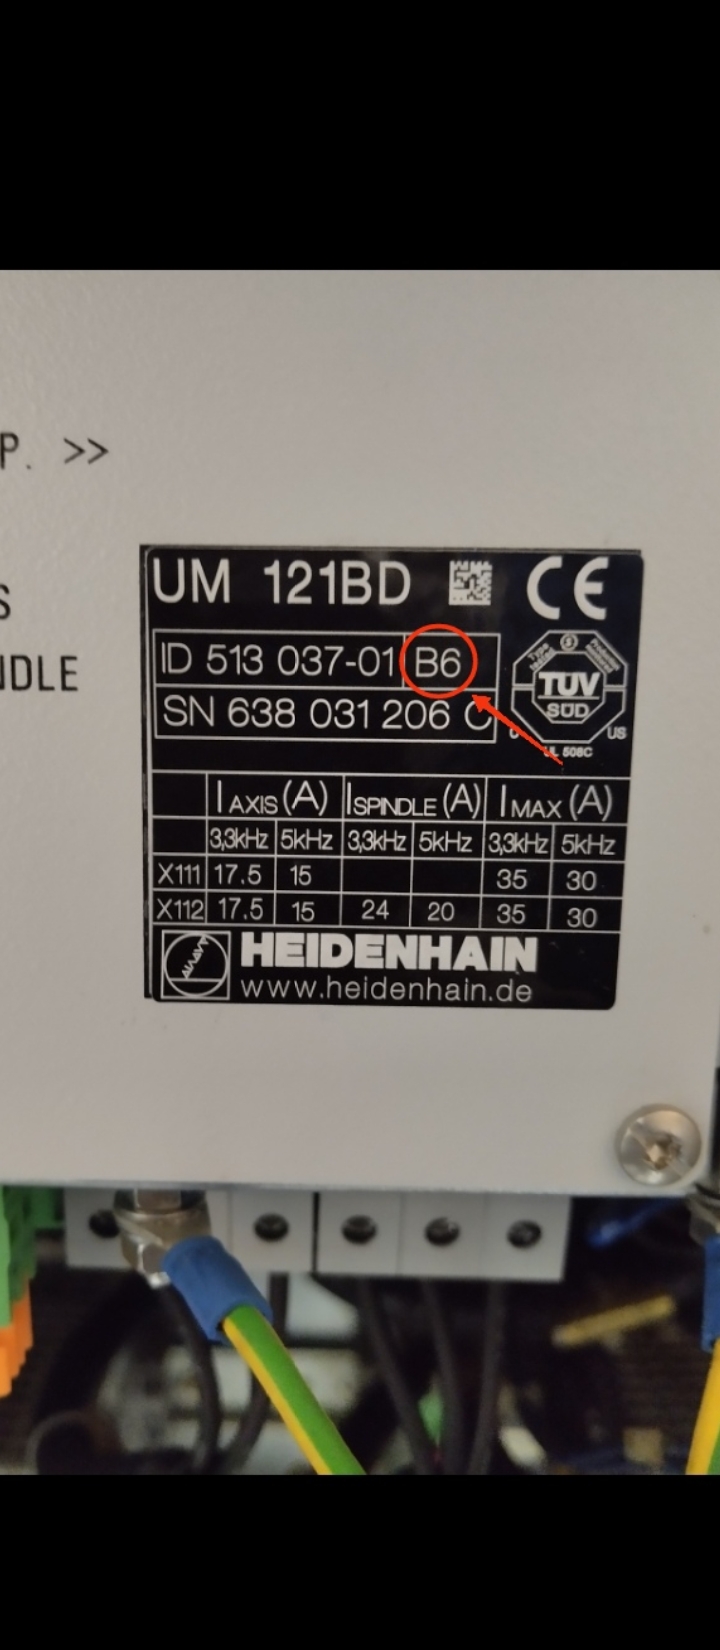 P. >>
S
NDLE
UM 121BD CE
ID 513 037-01 B6
SN 638 031 206 C
TÜV
SÜD
C US
UL 508C
I AXIS (A) I SPINDLE (A) I MAX (A)
3,3kHz 5kHz 3,3kHz 5kHz 3,3kHz 5kHz
X111 17.5 15 35 30
X112 17.5 15 24 20 35 30
HEIDENHAIN
www.heidenhain.de